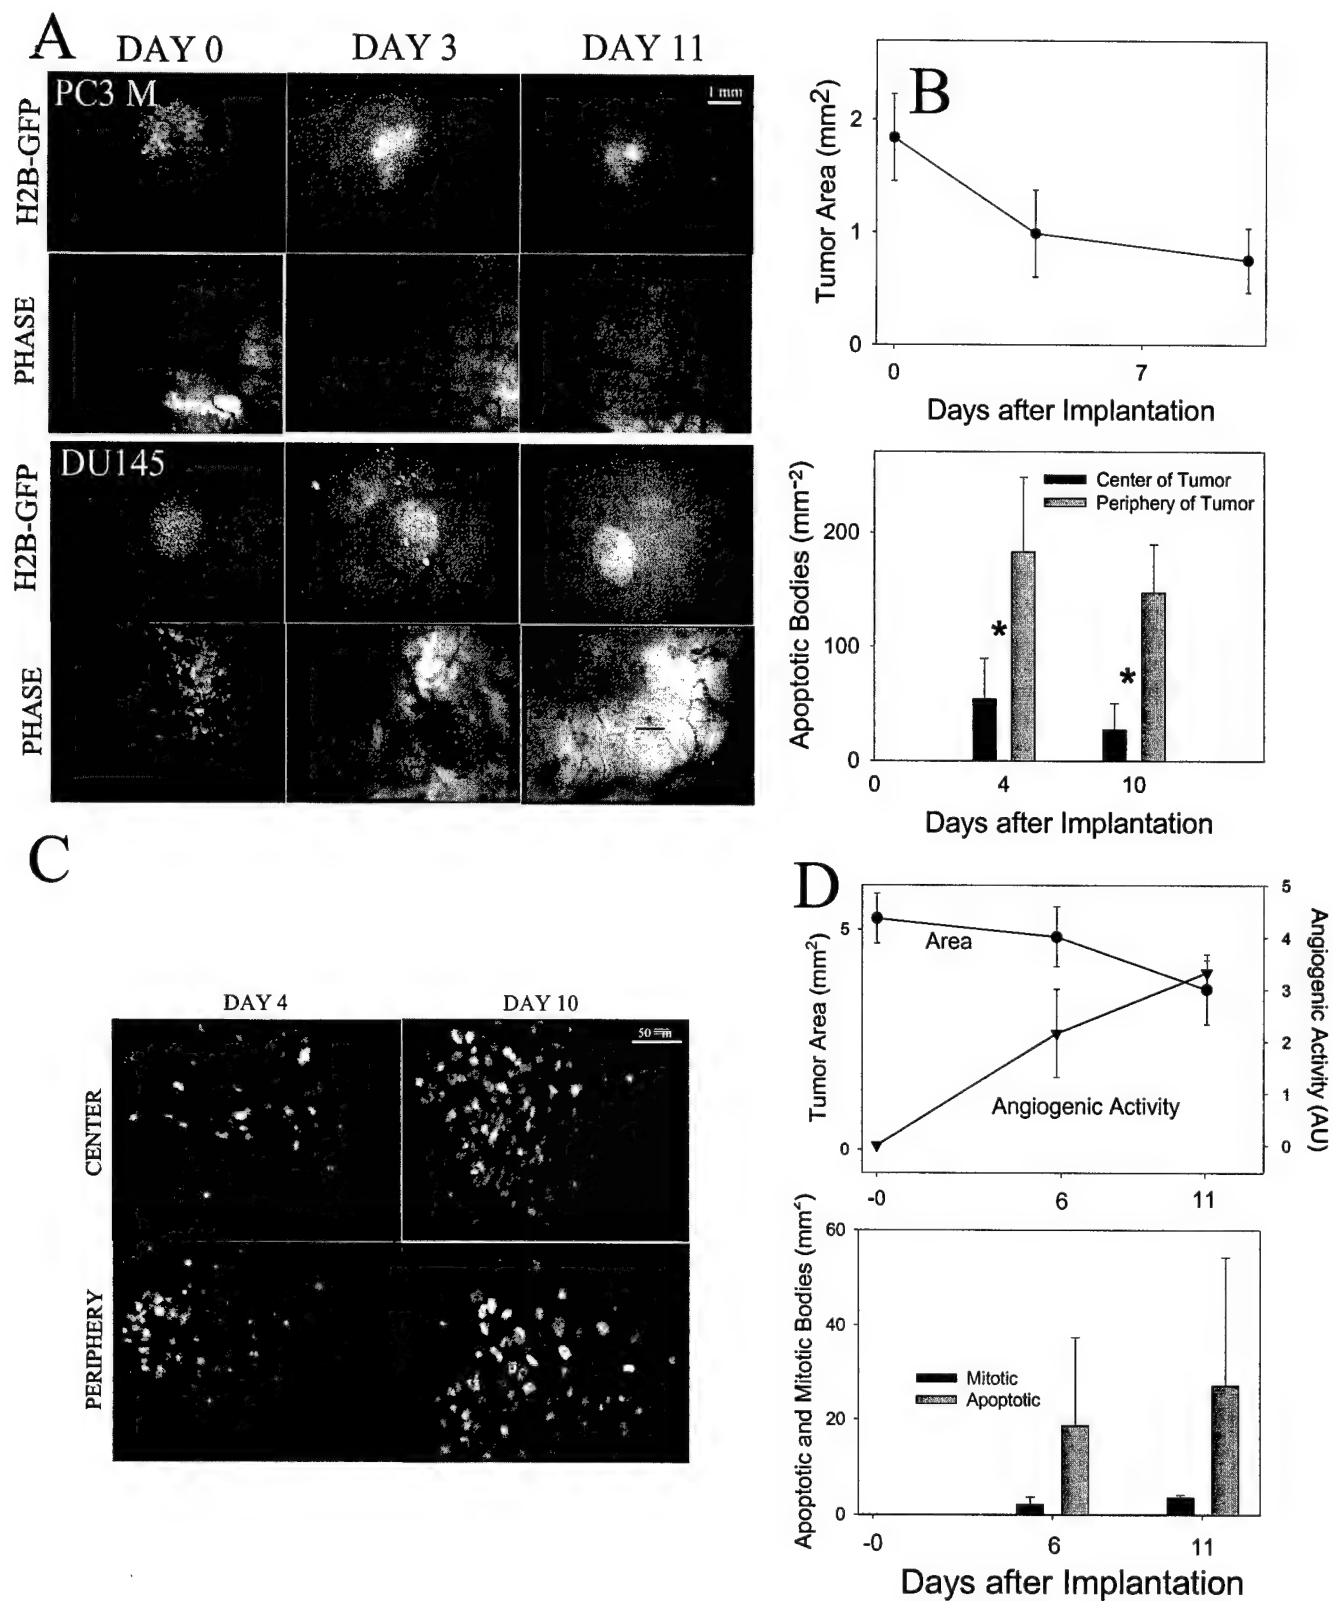 A
DAY 0 DAY 3 DAY 11
PC3 M
1 mm
H2B-GFP
PHASE
DU145
H2B-GFP
PHASE
B
Tumor Area (mm²)
2
1
0
0 7
Days after Implantation
Apoptotic Bodies (mm⁻²)
Center of Tumor
Periphery of Tumor
200
100
0
*
*
0 4 10
Days after Implantation
C
DAY 4 DAY 10
CENTER
PERIPHERY
D
Tumor Area (mm²)
5
0
Area
Angiogenic Activity
5
4
3
2
1
0
Angiogenic Activity (AU)
-0 6 11
Apoptotic and Mitotic Bodies (mm²)
60
40
20
0
Mitotic
Apoptotic
-0 6 11
Days after Implantation